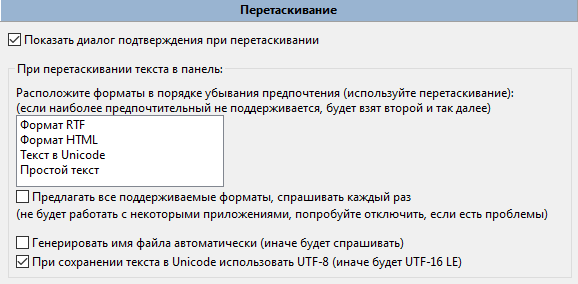 Перетаскивание
Показать диалог подтверждения при перетаскивании
При перетаскивании текста в панель:
Расположите форматы в порядке убывания предпочтения (используйте перетаскивание):
(если наиболее предпочтительный не поддерживается, будет взят второй и так далее)
Формат RTF
Формат HTML
Текст в Unicode
Простой текст
Предлагать все поддерживаемые форматы, спрашивать каждый раз
(не будет работать с некоторыми приложениями, попробуйте отключить, если есть проблемы)
Генерировать имя файла автоматически (иначе будет спрашивать)
При сохранении текста в Unicode использовать UTF-8 (иначе будет UTF-16 LE)